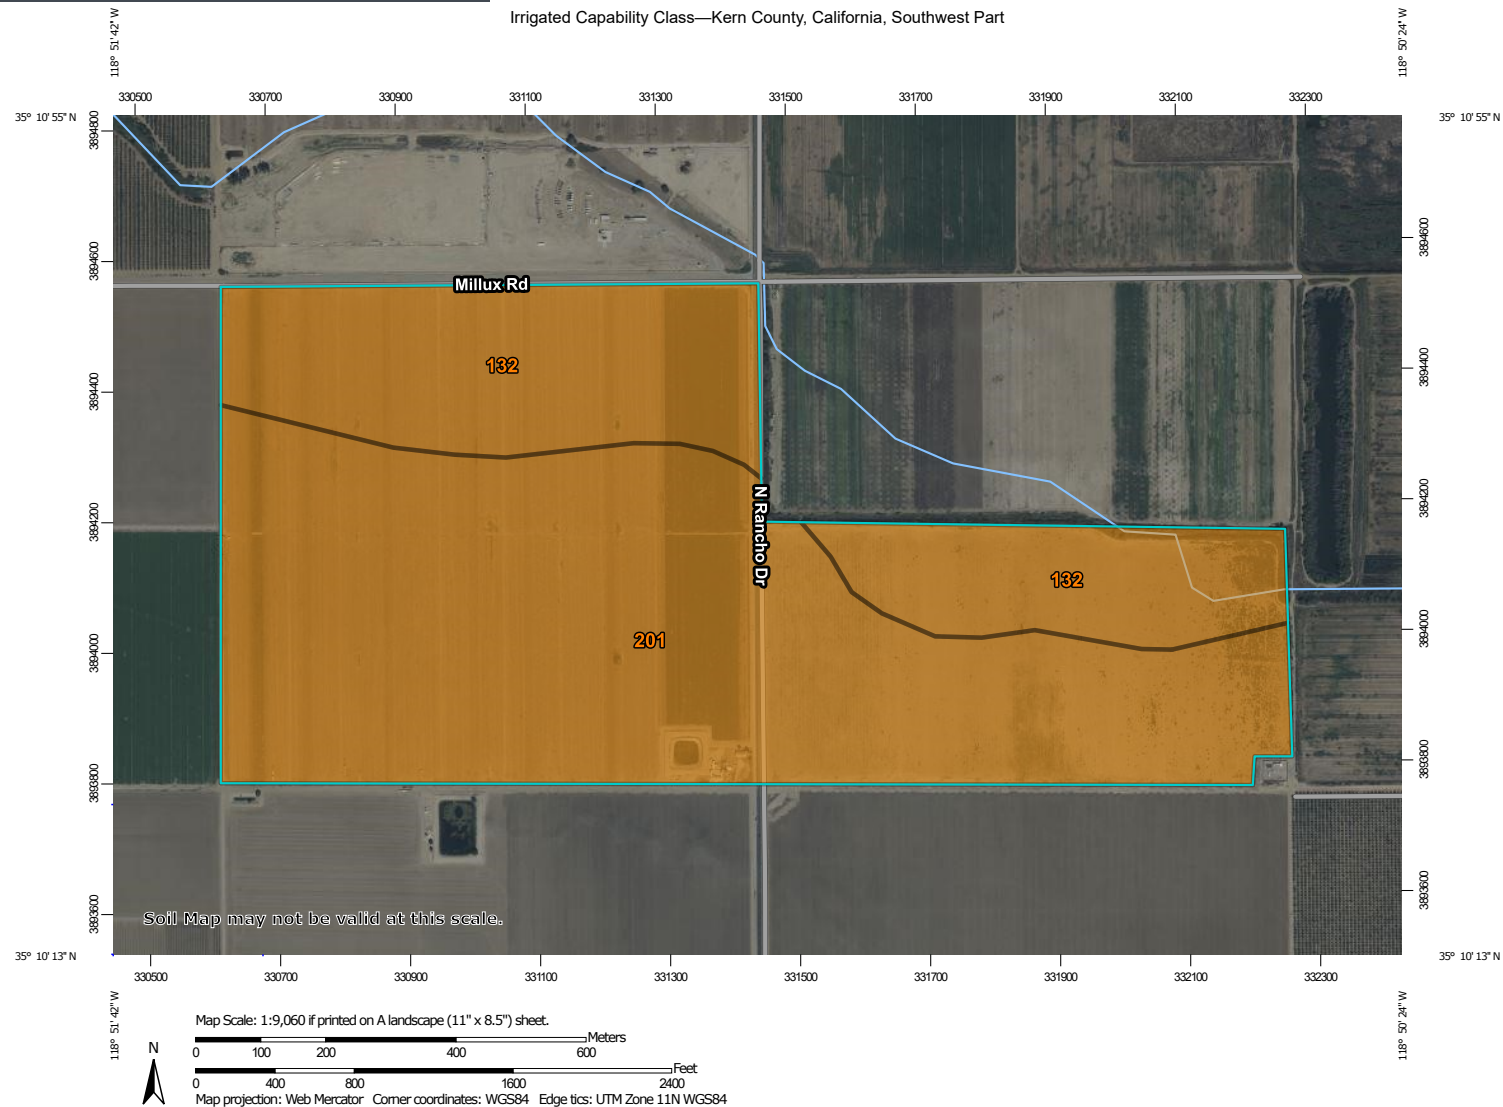 Irrigated Capability Class—Kern County, California, Southwest Part
118° 51' 42" W
118° 50' 24" W
330500 330700 330900 331100 331300 331500 331700 331900 332100 332300
35° 10' 55" N
35° 10' 55" N
3894800
3894600
3894400
3894200
3894000
3893800
3893600
3894600
3894400
3894200
3894000
3893800
3893600
Millux Rd
132
N Rancho Dr
132
201
Soil Map may not be valid at this scale.
35° 10' 13" N
35° 10' 13" N
330500 330700 330900 331100 331300 331500 331700 331900 332100 332300
118° 51' 42" W
118° 50' 24" W
Map Scale: 1:9,060 if printed on A landscape (11" x 8.5") sheet.
Meters
0 100 200 400 600
Feet
0 400 800 1600 2400
N
Map projection: Web Mercator Corner coordinates: WGS84 Edge tics: UTM Zone 11N WGS84